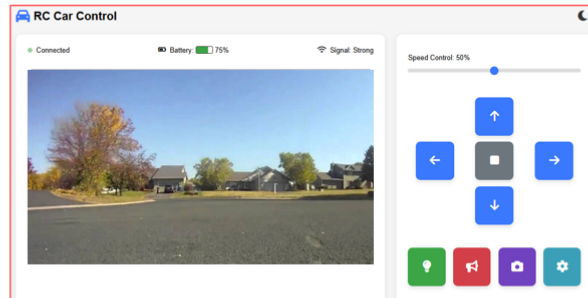 RC Car Control
Connected
Battery: 75%
Signal: Strong
Speed Control: 50%